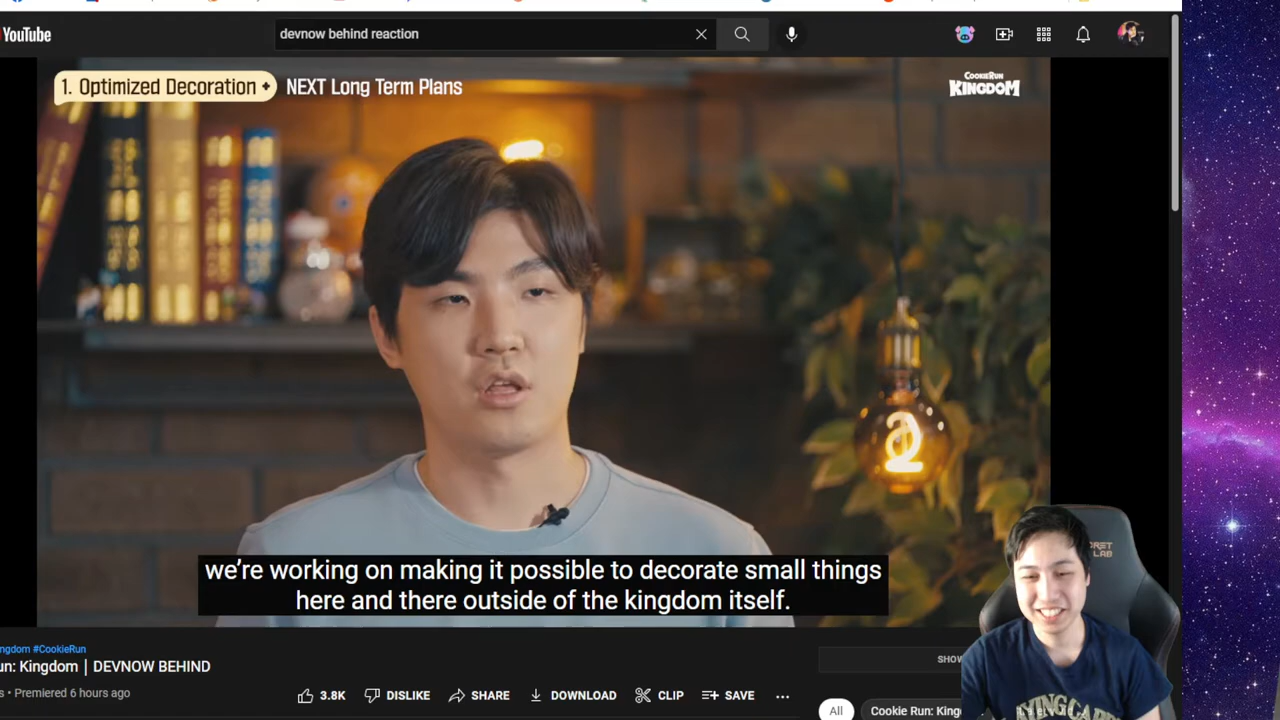 YouTube
devnow behind reaction
1. Optimized Decoration
NEXT Long Term Plans
COOKIERUN
KINGDOM
we're working on making it possible to decorate small things
here and there outside of the kingdom itself.
ngdom #CookieRun
un: Kingdom | DEVNOW BEHIND
s • Premiered 6 hours ago
3.8K
DISLIKE
SHARE
DOWNLOAD
CLIP
SAVE
SHOW
All
Cookie Run: King
LAB